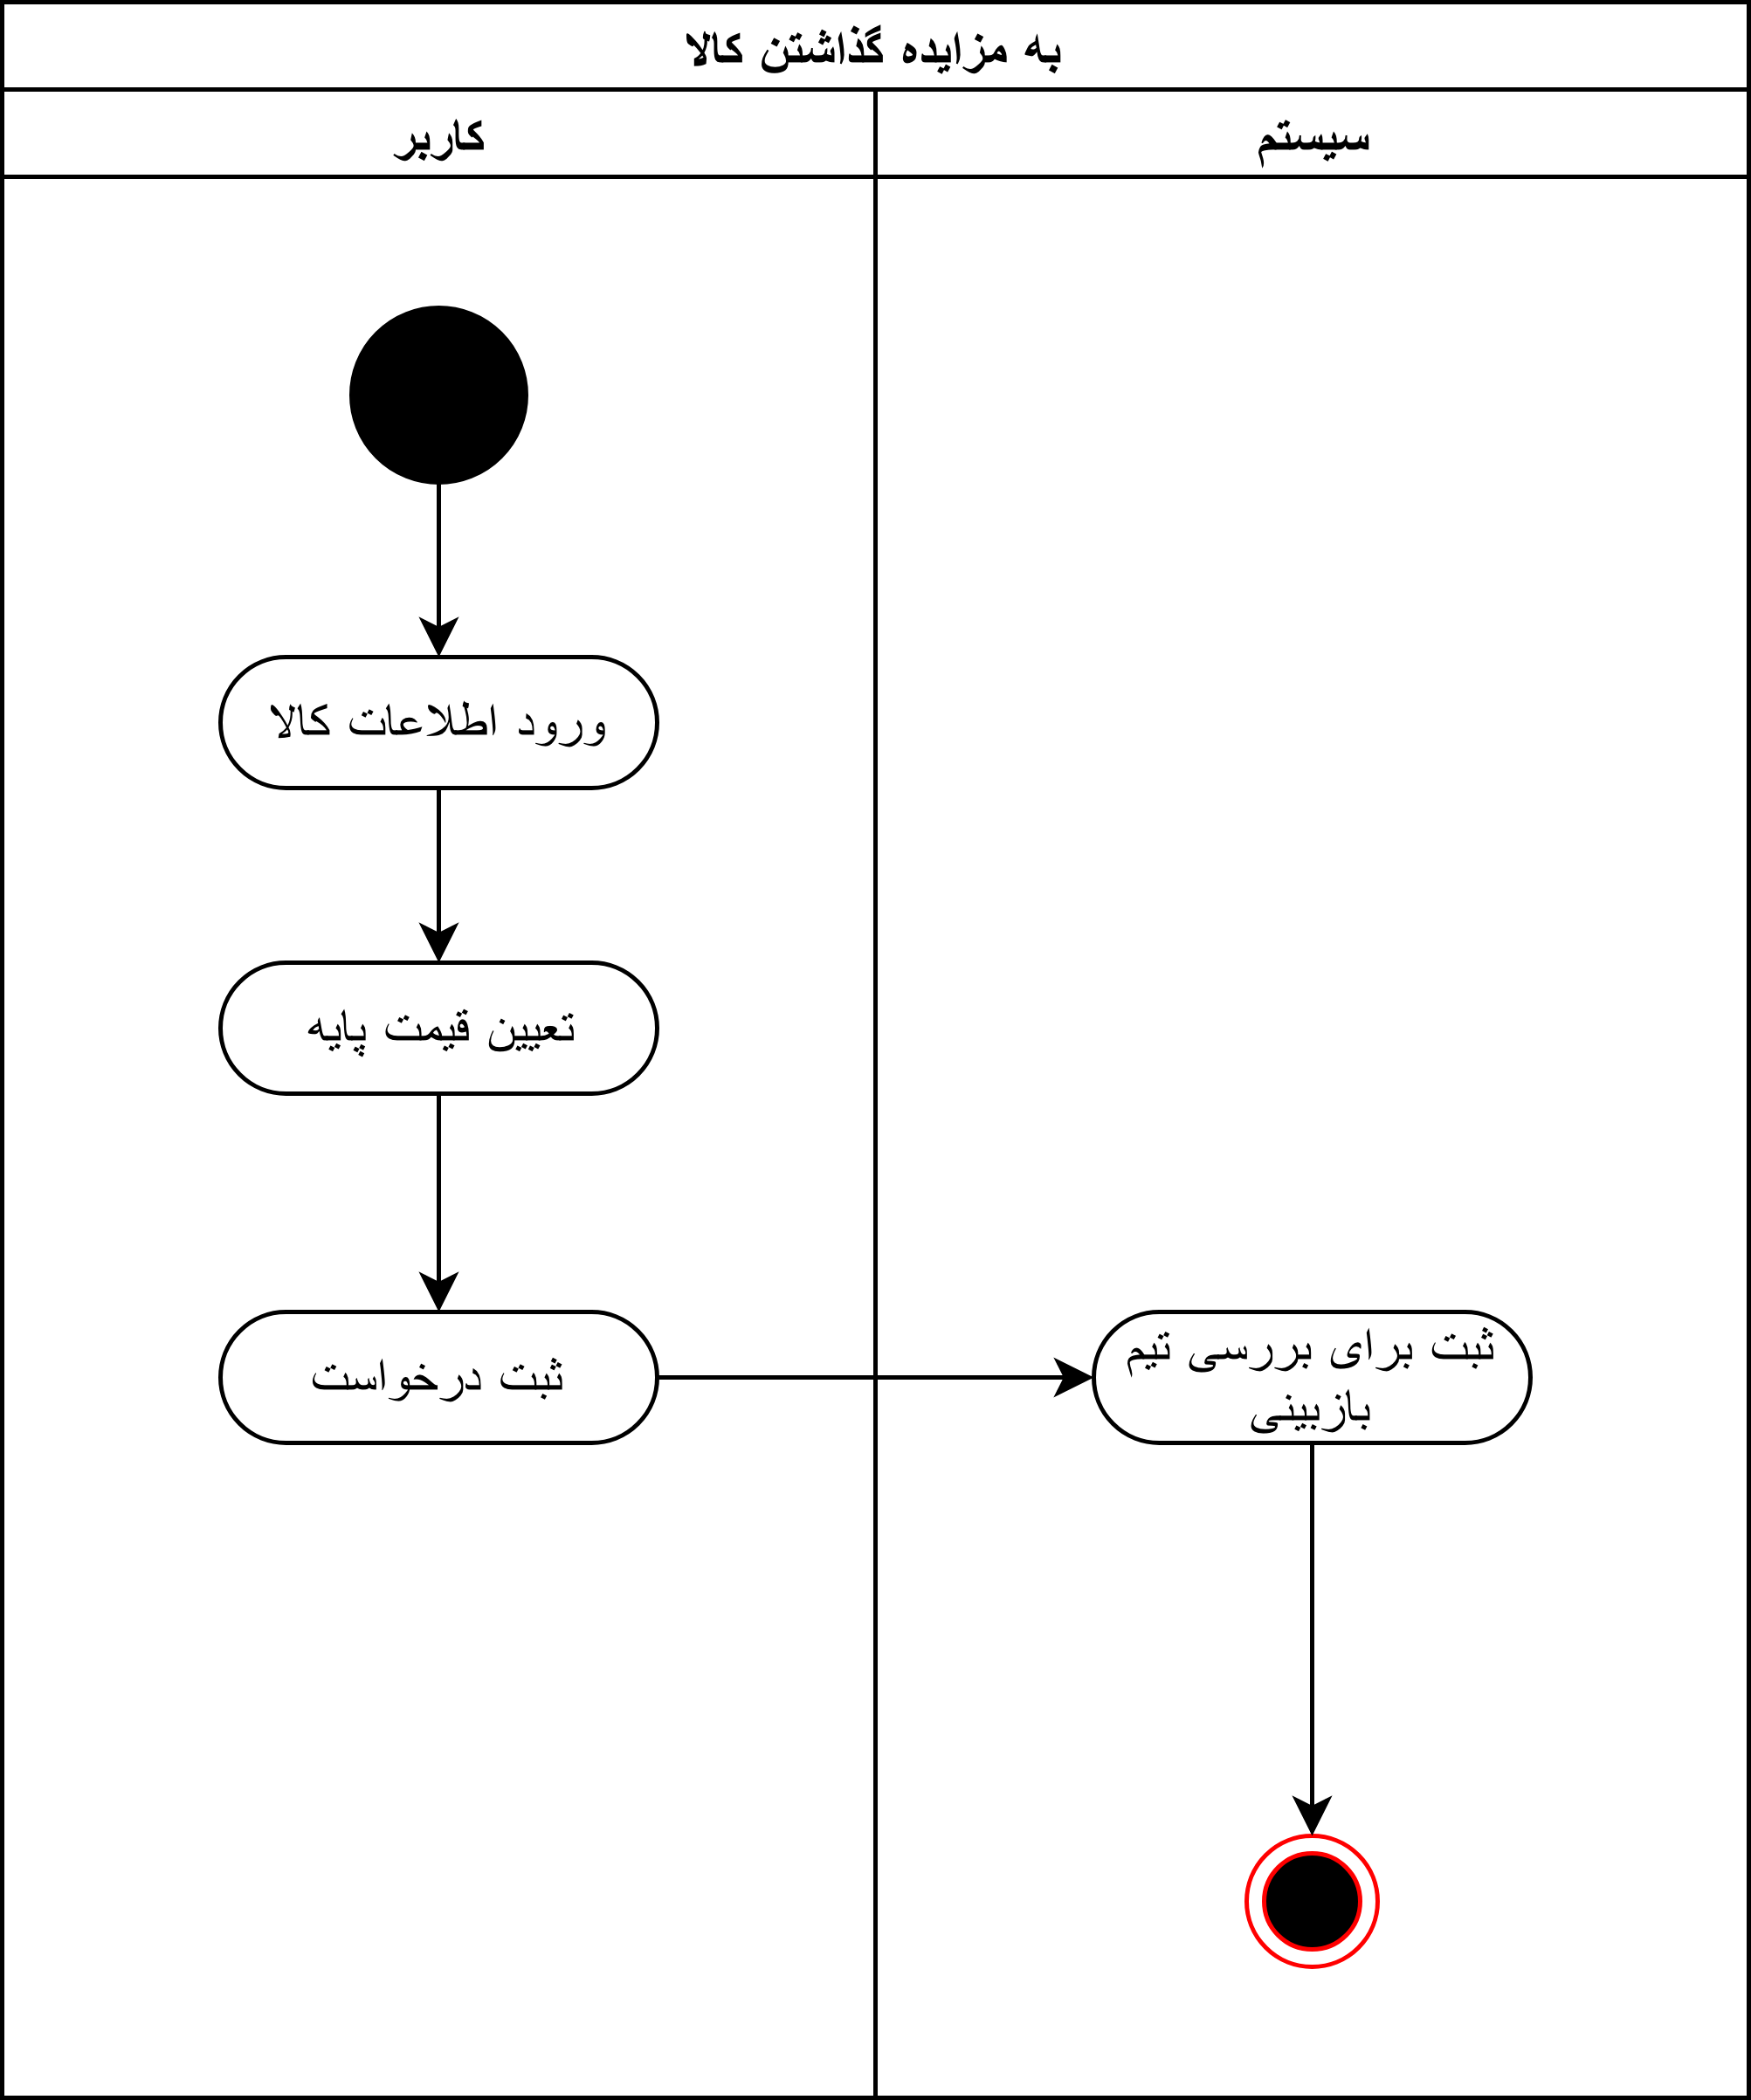 به مزایده گذاشتن کالا
کاربر
سیستم
ورود اطلاعات کالا
تعیین قیمت پایه
ثبت درخواست
ثبت برای بررسی تیم
بازبینی